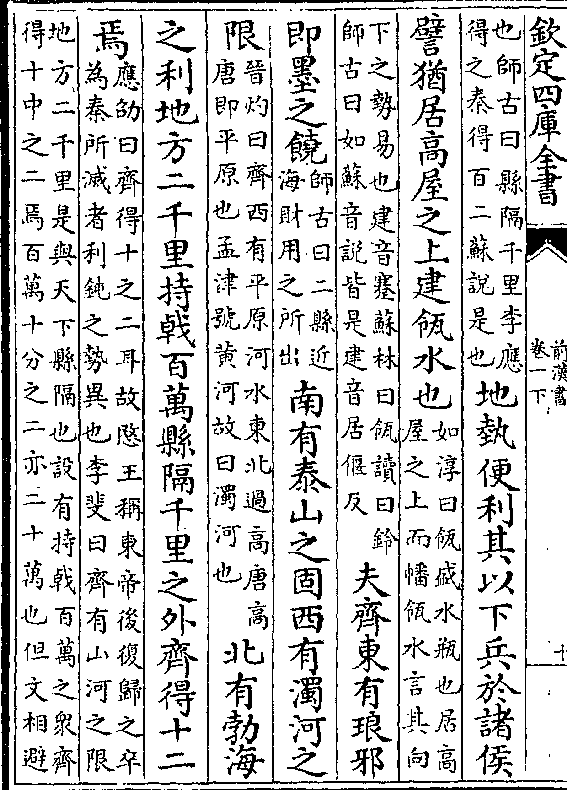 欽定四庫全書
前漢書
卷一下
也師古曰縣隔千里李應
得之秦得百二蘇說是也
地埶便利其以下兵於諸侯
譬猶居高屋之上建瓴水也
如淳曰瓴盛水瓶也居高
屋之上而幡瓴水言其向
下之勢易也建音蹇蘇林曰瓴讀曰鈴
師古曰如蘇音説皆是建音居偃反
夫齊東有琅邪
即墨之饒
師古曰二縣近
海財用之所出
南有泰山之固西有濁河之
限
晉灼曰齊西有平原河水東北過高唐高
唐即平原也孟津號黄河故曰濁河也
北有勃海
之利地方二千里持戟百萬縣隔千里之外齊得十二
焉
應劭曰齊得十之二耳故愍王稱東帝後復歸之卒
為秦所滅者利鈍之勢異也李斐曰齊有山河之限
地方二千里是與天下縣隔也設有持戟百萬之衆齊
得十中之二焉百萬十分之二亦二十萬也但文相避